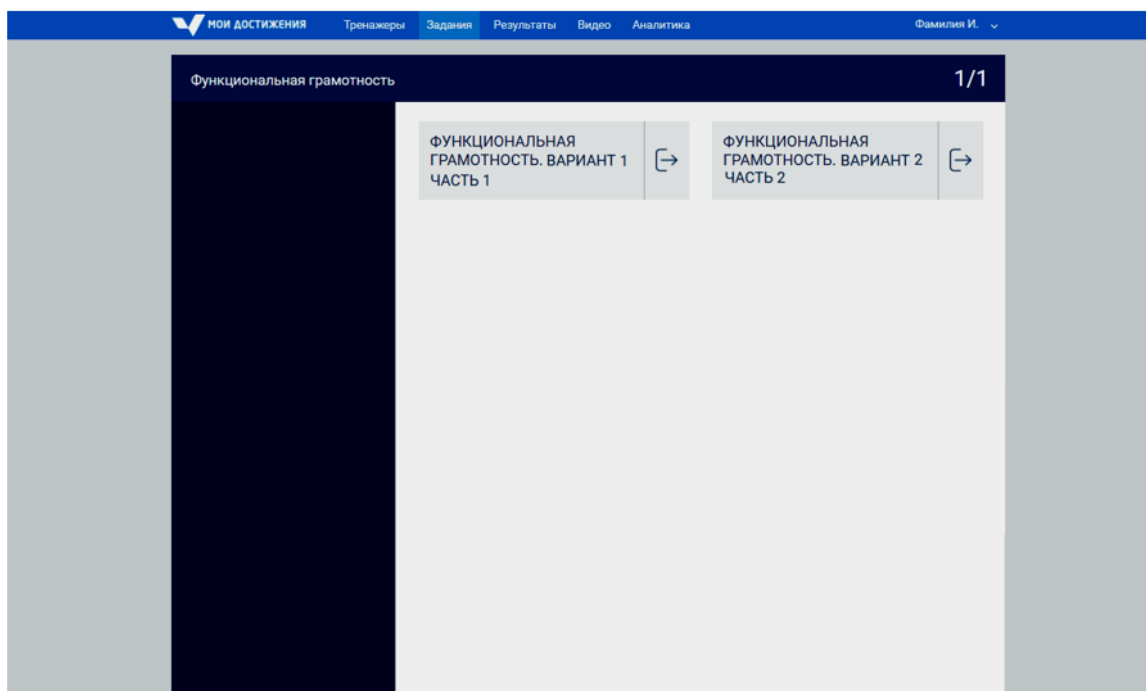 МОИ ДОСТИЖЕНИЯ Тренажеры Задания Результаты Видео Аналитика Фамилия И.
Функциональная грамотность 1/1
ФУНКЦИОНАЛЬНАЯ
ГРАМОТНОСТЬ. ВАРИАНТ 1
ЧАСТЬ 1
ФУНКЦИОНАЛЬНАЯ
ГРАМОТНОСТЬ. ВАРИАНТ 2
ЧАСТЬ 2